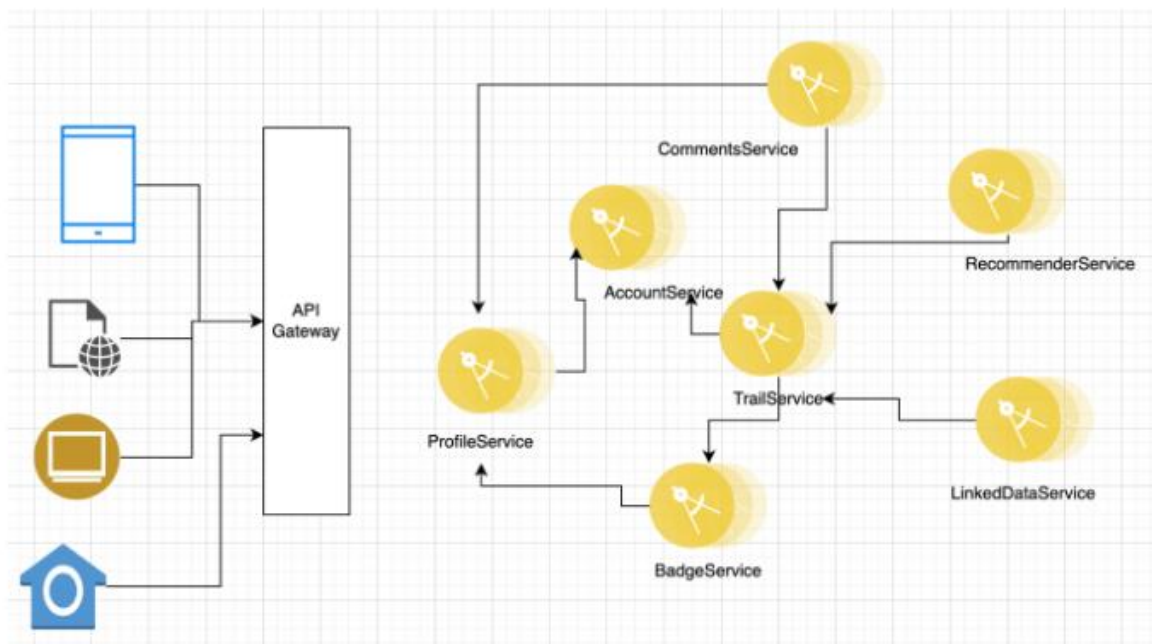 CommentsService
RecommenderService
AccountService
API
Gateway
TrailService
ProfileService
LinkedDataService
BadgeService